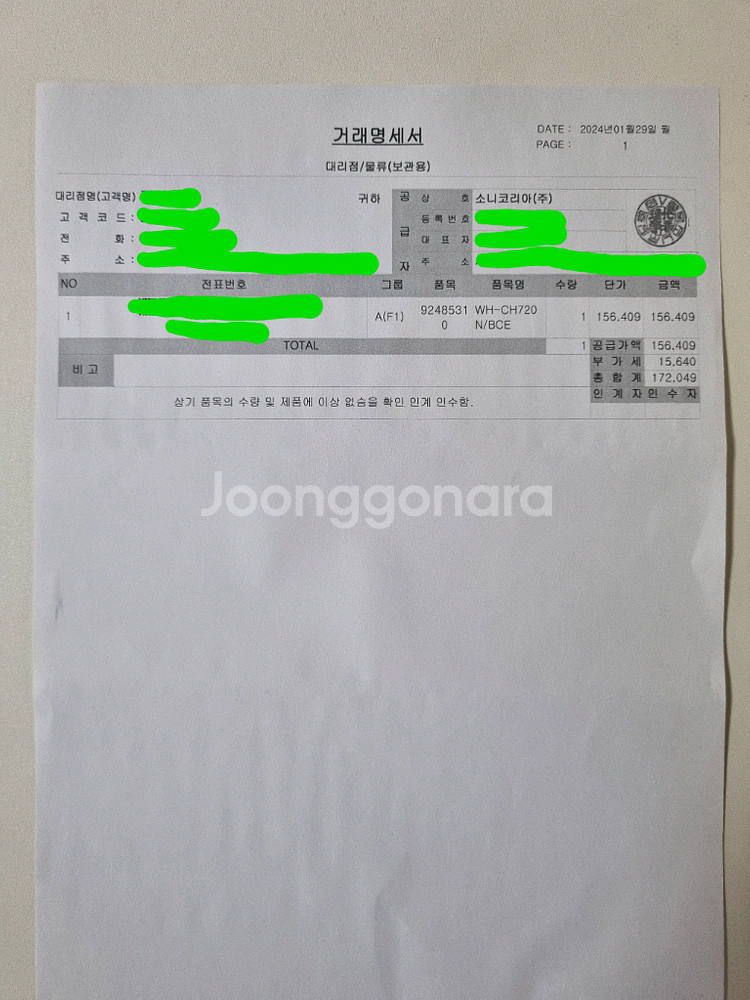 거래명세서
DATE : 2024년01월29일 월
PAGE : 1
대리점/물류(보관용)
대리점명(고객명) 귀하
고 객 코 드 :
전 화 :
주 소 :
공 급 자
상 호 소니코리아(주)
등 록 번 호
대 표 자
주 소
NO 전표번호 그룹 품목 품목명 수량 단가 금액
1 A(F1) 9248531 WH-CH720 1 156.409 156.409
0 N/BCE
TOTAL 1 공급가액 156.409
비 고 부 가 세 15,640
총 합 계 172.049
인 계 자 인 수 자
상기 품목의 수량 및 제품에 이상 없슴을 확인 인계 인수함.
Joonggonara